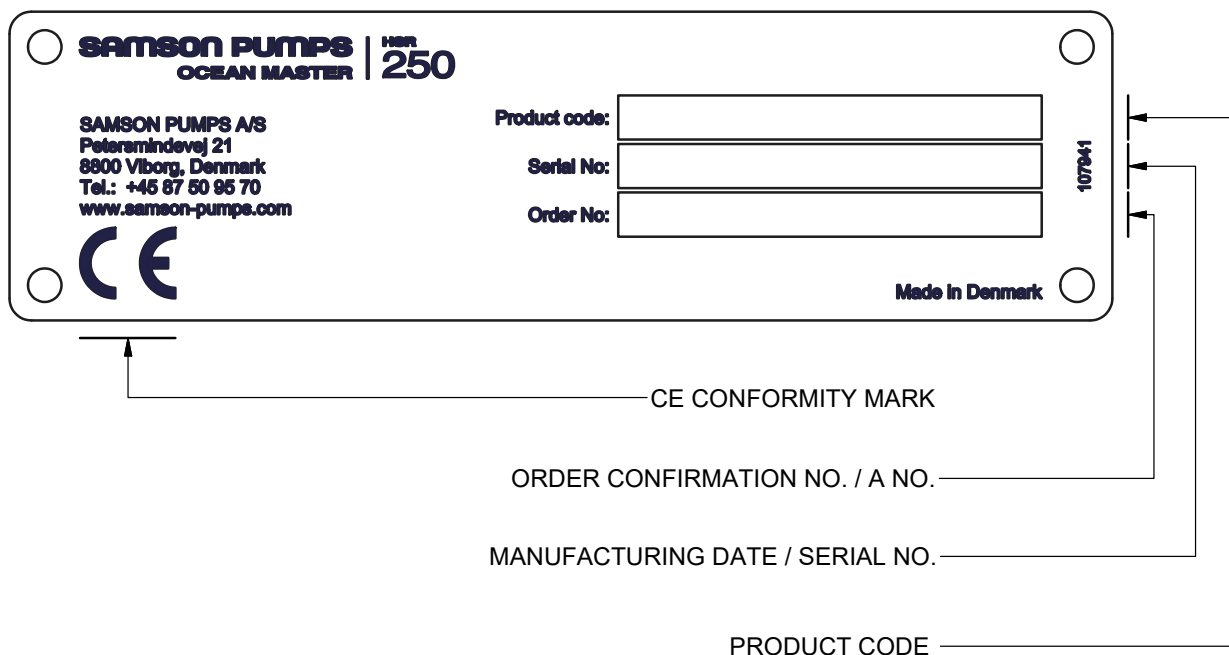 SAMSON PUMPS
OCEAN MASTER
HGR
250
SAMSON PUMPS A/S
Petersmindevej 21
8800 Viborg, Denmark
Tel.: +45 87 50 95 70
www.samson-pumps.com
CE
Product code:
Serial No:
Order No:
107941
Made in Denmark
CE CONFORMITY MARK
ORDER CONFIRMATION NO. / A NO.
MANUFACTURING DATE / SERIAL NO.
PRODUCT CODE